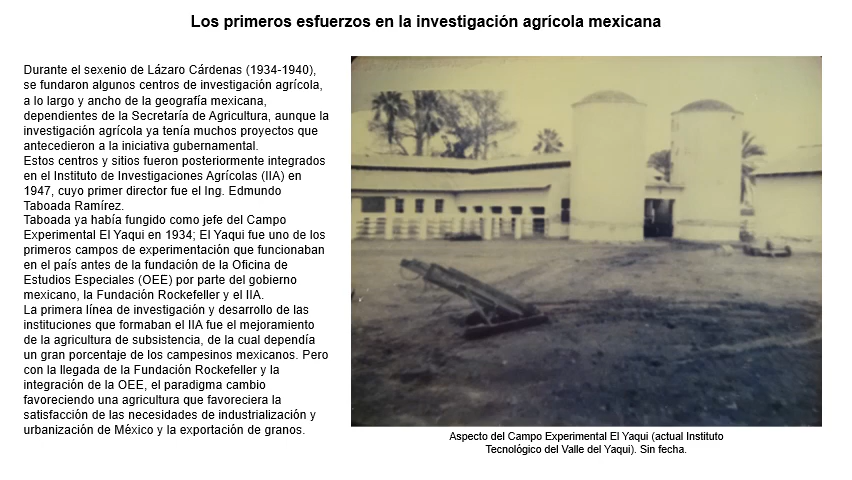 Los primeros esfuerzos en la investigación agrícola mexicana
Durante el sexenio de Lázaro Cárdenas (1934-1940),
se fundaron algunos centros de investigación agrícola,
a lo largo y ancho de la geografía mexicana,
dependientes de la Secretaría de Agricultura, aunque la
investigación agrícola ya tenía muchos proyectos que
antecedieron a la iniciativa gubernamental.
Estos centros y sitios fueron posteriormente integrados
en el Instituto de Investigaciones Agrícolas (IIA) en
1947, cuyo primer director fue el Ing. Edmundo
Taboada Ramírez.
Taboada ya había fungido como jefe del Campo
Experimental El Yaqui en 1934; El Yaqui fue uno de los
primeros campos de experimentación que funcionaban
en el país antes de la fundación de la Oficina de
Estudios Especiales (OEE) por parte del gobierno
mexicano, la Fundación Rockefeller y el IIA.
La primera línea de investigación y desarrollo de las
instituciones que formaban el IIA fue el mejoramiento
de la agricultura de subsistencia, de la cual dependía
un gran porcentaje de los campesinos mexicanos. Pero
con la llegada de la Fundación Rockefeller y la
integración de la OEE, el paradigma cambio
favoreciendo una agricultura que favoreciera la
satisfacción de las necesidades de industrialización y
urbanización de México y la exportación de granos.
Aspecto del Campo Experimental El Yaqui (actual Instituto
Tecnológico del Valle del Yaqui). Sin fecha.